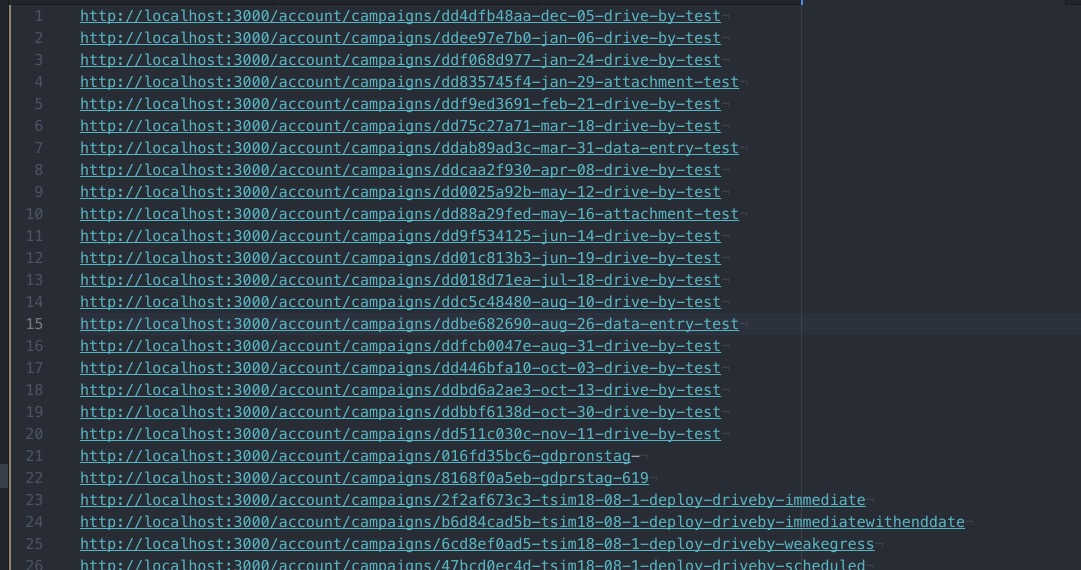 1 http://localhost:3000/account/campaigns/dd4dfb48aa-dec-05-drive-by-test
2 http://localhost:3000/account/campaigns/ddee97e7b0-jan-06-drive-by-test
3 http://localhost:3000/account/campaigns/ddf068d977-jan-24-drive-by-test
4 http://localhost:3000/account/campaigns/dd835745f4-jan-29-attachment-test
5 http://localhost:3000/account/campaigns/ddf9ed3691-feb-21-drive-by-test
6 http://localhost:3000/account/campaigns/dd75c27a71-mar-18-drive-by-test
7 http://localhost:3000/account/campaigns/ddab89ad3c-mar-31-data-entry-test
8 http://localhost:3000/account/campaigns/ddcaa2f930-apr-08-drive-by-test
9 http://localhost:3000/account/campaigns/dd0025a92b-may-12-drive-by-test
10 http://localhost:3000/account/campaigns/dd88a29fed-may-16-attachment-test
11 http://localhost:3000/account/campaigns/dd9f534125-jun-14-drive-by-test
12 http://localhost:3000/account/campaigns/dd01c813b3-jun-19-drive-by-test
13 http://localhost:3000/account/campaigns/dd018d71ea-jul-18-drive-by-test
14 http://localhost:3000/account/campaigns/ddc5c48480-aug-10-drive-by-test
15 http://localhost:3000/account/campaigns/ddbe682690-aug-26-data-entry-test
16 http://localhost:3000/account/campaigns/ddfcb0047e-aug-31-drive-by-test
17 http://localhost:3000/account/campaigns/dd446bfa10-oct-03-drive-by-test
18 http://localhost:3000/account/campaigns/ddbd6a2ae3-oct-13-drive-by-test
19 http://localhost:3000/account/campaigns/ddbbf6138d-oct-30-drive-by-test
20 http://localhost:3000/account/campaigns/dd511c030c-nov-11-drive-by-test
21 http://localhost:3000/account/campaigns/016fd35bc6-gdpronstag-
22 http://localhost:3000/account/campaigns/8168f0a5eb-gdprstag-619
23 http://localhost:3000/account/campaigns/2f2af673c3-tsim18-08-1-deploy-driveby-immediate
24 http://localhost:3000/account/campaigns/b6d84cad5b-tsim18-08-1-deploy-driveby-immediatewithenddate
25 http://localhost:3000/account/campaigns/6cd8ef0ad5-tsim18-08-1-deploy-driveby-weakegress
26 http://localhost:3000/account/campaigns/47bcd0ec4d-tsim18-08-1-deploy-driveby-scheduled